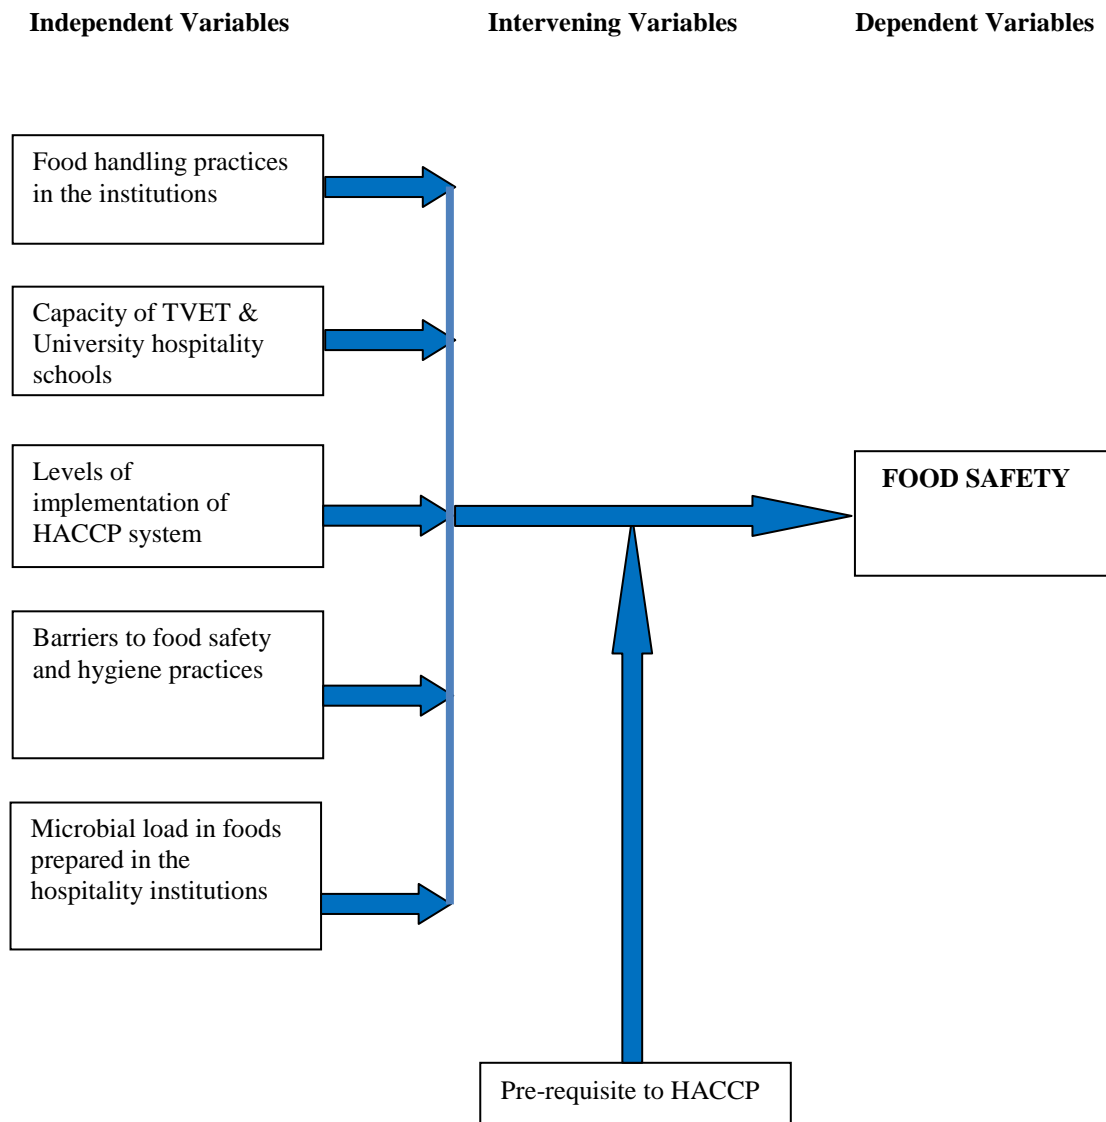 Independent Variables
Intervening Variables
Dependent Variables
Food handling practices
in the institutions
Capacity of TVET &
University hospitality
schools
Levels of
implementation of
HACCP system
FOOD SAFETY
Barriers to food safety
and hygiene practices
Microbial load in foods
prepared in the
hospitality institutions
Pre-requisite to HACCP